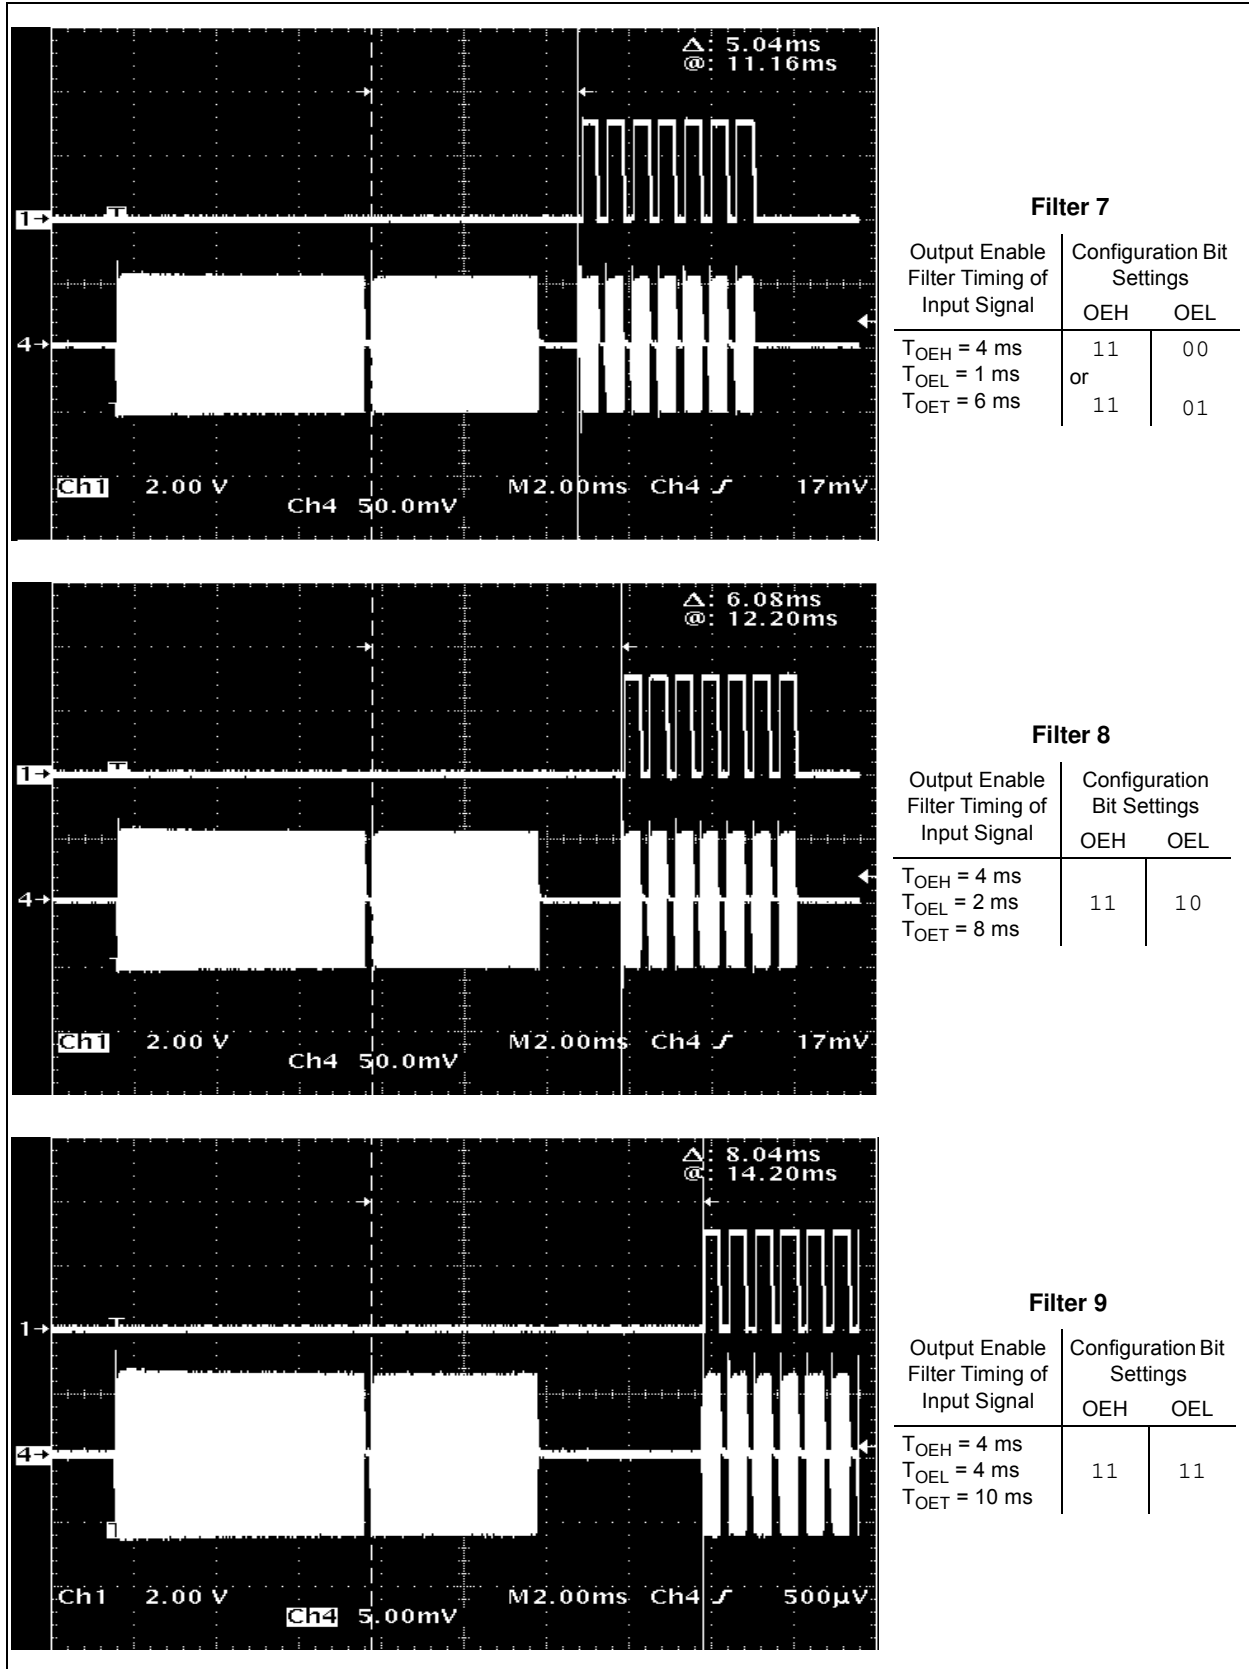 Δ: 5.04ms
@: 11.16ms
T
1→
4→
Ch1 2.00 V M2.00ms Ch4 ʃ 17mV
Ch4 50.0mV
Filter 7
Output Enable Filter Timing of Input Signal
Configuration Bit Settings
OEH OEL
TOEH = 4 ms 11 00
TOEL = 1 ms or
TOET = 6 ms 11 01
Δ: 6.08ms
@: 12.20ms
T
1→
4→
Ch1 2.00 V M2.00ms Ch4 ʃ 17mV
Ch4 50.0mV
Filter 8
Output Enable Filter Timing of Input Signal
Configuration Bit Settings
OEH OEL
TOEH = 4 ms
TOEL = 2 ms 11 10
TOET = 8 ms
Δ: 8.04ms
@: 14.20ms
T
1→
4→
Ch1 2.00 V M2.00ms Ch4 ʃ 500µV
Ch4 5.00mV
Filter 9
Output Enable Filter Timing of Input Signal
Configuration Bit Settings
OEH OEL
TOEH = 4 ms
TOEL = 4 ms 11 11
TOET = 10 ms